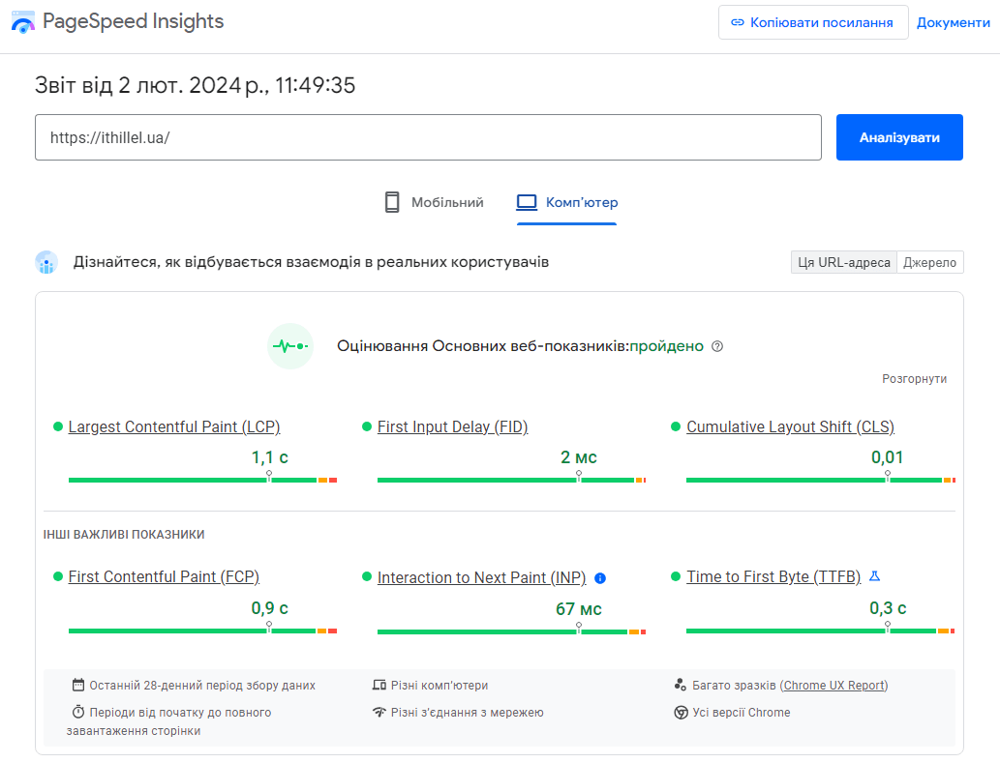 PageSpeed Insights
Копіювати посилання
Документи
Звіт від 2 лют. 2024 р., 11:49:35
https://ithillel.ua/
Аналізувати
Мобільний
Комп'ютер
Дізнайтеся, як відбувається взаємодія в реальних користувачів
Ця URL-адреса
Джерело
Оцінювання Основних веб-показників:пройдено
Розгорнути
Largest Contentful Paint (LCP)
1,1 с
First Input Delay (FID)
2 мс
Cumulative Layout Shift (CLS)
0,01
ІНШІ ВАЖЛИВІ ПОКАЗНИКИ
First Contentful Paint (FCP)
0,9 с
Interaction to Next Paint (INP)
67 мс
Time to First Byte (TTFB)
0,3 с
Останній 28-денний період збору даних
Різні комп'ютери
Багато зразків (Chrome UX Report)
Періоди від початку до повного
завантаження сторінки
Різні з'єднання з мережею
Усі версії Chrome